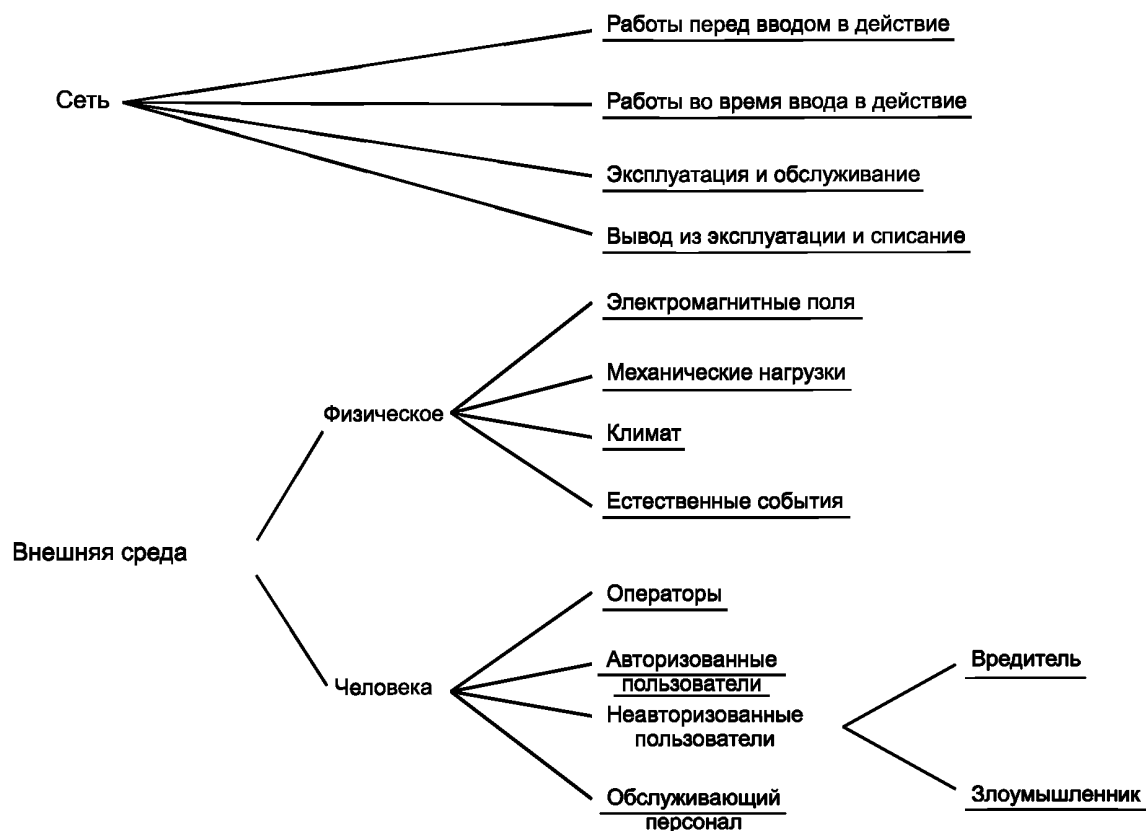 Работы перед вводом в действие
Сеть
Работы во время ввода в действие
Эксплуатация и обслуживание
Вывод из эксплуатации и списание
Электромагнитные поля
Механические нагрузки
Физическое
Климат
Естественные события
Внешняя среда
Операторы
Авторизованные
пользователи
Вредитель
Человека
Неавторизованные
пользователи
Обслуживающий
персонал
Злоумышленник